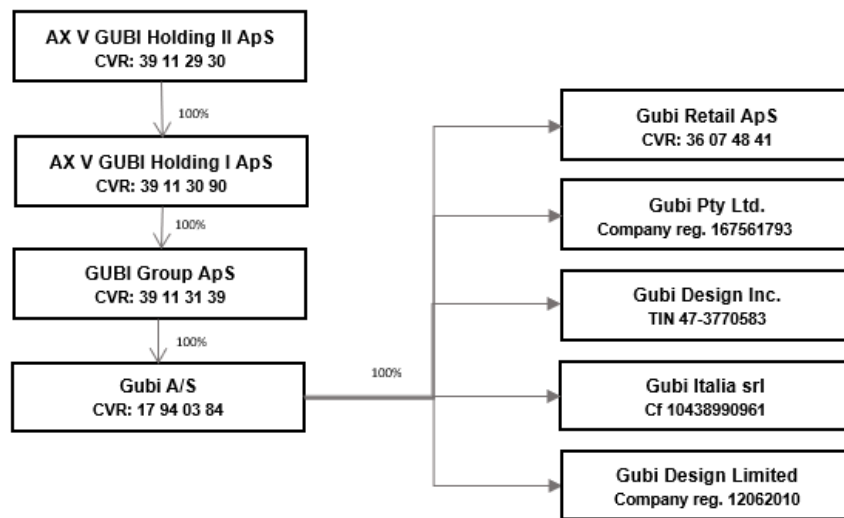 AX V GUBI Holding II ApS
CVR: 39 11 29 30
100%
AX V GUBI Holding I ApS
CVR: 39 11 30 90
100%
GUBI Group ApS
CVR: 39 11 31 39
100%
Gubi A/S
CVR: 17 94 03 84
100%
Gubi Retail ApS
CVR: 36 07 48 41
Gubi Pty Ltd.
Company reg. 167561793
Gubi Design Inc.
TIN 47-3770583
Gubi Italia srl
Cf 10438990961
Gubi Design Limited
Company reg. 12062010